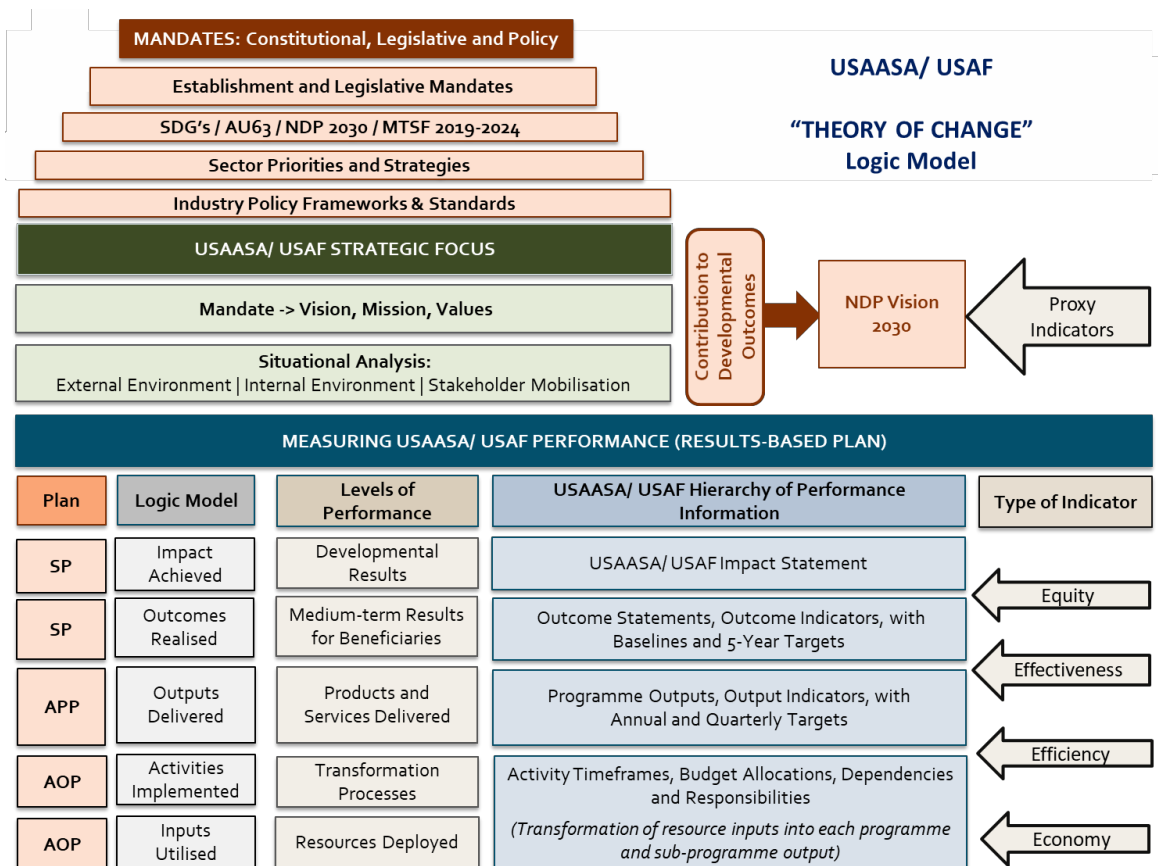 MANDATES: Constitutional, Legislative and Policy
Establishment and Legislative Mandates
SDG's / AU63 / NDP 2030 / MTSF 2019-2024
Sector Priorities and Strategies
Industry Policy Frameworks & Standards
USAASA/ USAF
“THEORY OF CHANGE”
Logic Model
USAASA/ USAF STRATEGIC FOCUS
Mandate -> Vision, Mission, Values
Situational Analysis:
External Environment | Internal Environment | Stakeholder Mobilisation
Contribution to
Developmental
Outcomes
NDP Vision
2030
Proxy
Indicators
MEASURING USAASA/ USAF PERFORMANCE (RESULTS-BASED PLAN)
Plan
Logic Model
Levels of
Performance
USAASA/ USAF Hierarchy of Performance
Information
Type of Indicator
SP
Impact
Achieved
Developmental
Results
USAASA/ USAF Impact Statement
Equity
SP
Outcomes
Realised
Medium-term Results
for Beneficiaries
Outcome Statements, Outcome Indicators, with
Baselines and 5-Year Targets
Effectiveness
APP
Outputs
Delivered
Products and
Services Delivered
Programme Outputs, Output Indicators, with
Annual and Quarterly Targets
Efficiency
AOP
Activities
Implemented
Transformation
Processes
Activity Timeframes, Budget Allocations, Dependencies
and Responsibilities
AOP
Inputs
Utilised
Resources Deployed
(Transformation of resource inputs into each programme
and sub-programme output)
Economy